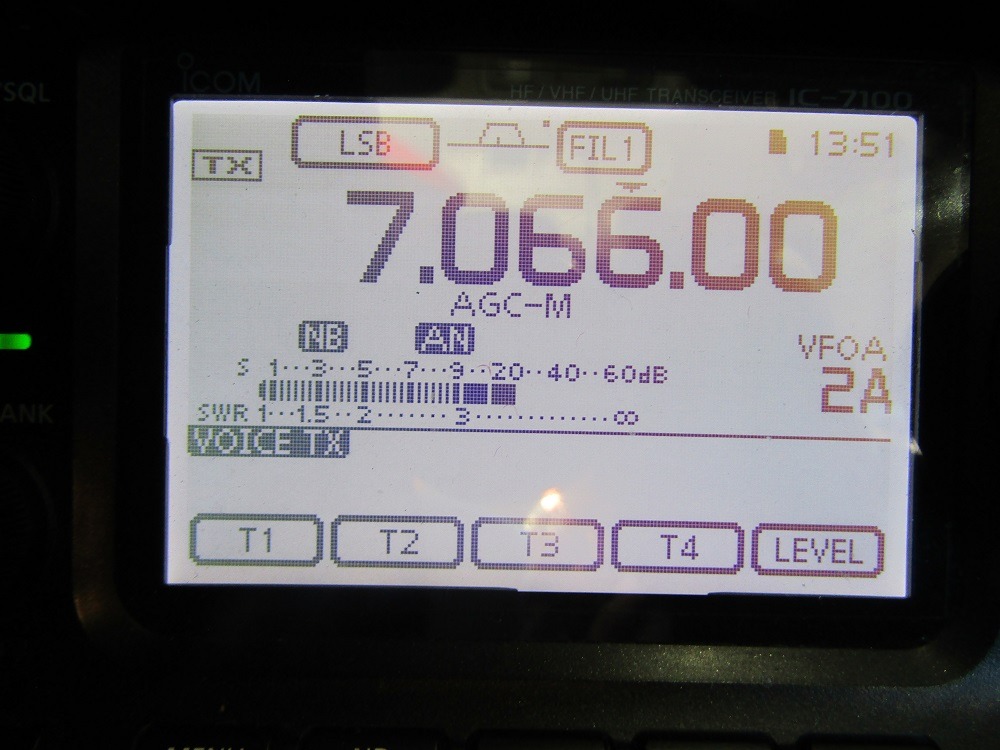 iCOM
HF/VHF/UHF TRANSCEIVER IC-7100
/SQL
LSB FIL1 13:51
TX
7.066.00
AGC-M
NB AN VFOA
S 1···3···5···7···9··20··40··60dB
2A
SWR 1···1.5··2·········3···············∞
ANK
VOICE TX
T1 T2 T3 T4 LEVEL